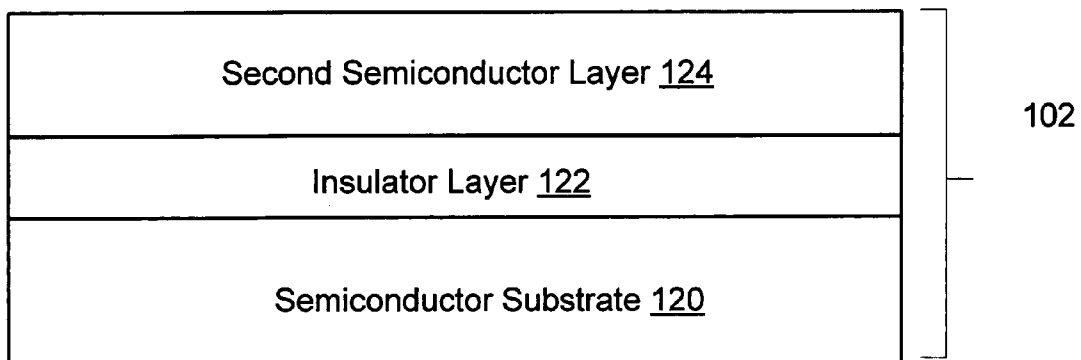 Second Semiconductor Layer 124
102
Insulator Layer 122
Semiconductor Substrate 120